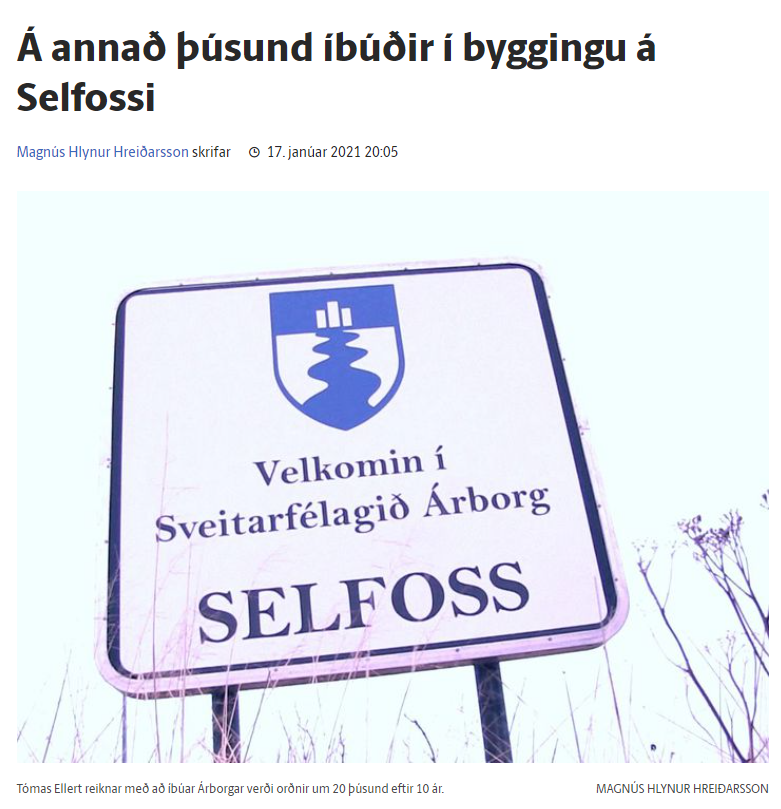 Á annað þúsund íbúðir í byggingu á
Selfossi
Magnús Hlynur Hreiðarsson skrifar 17. janúar 2021 20:05
Velkomin í
Sveitarfélagið Árborg
SELFOSS
Tómas Ellert reiknar með að íbúar Árborgar verði orðnir um 20 þúsund eftir 10 ár. MAGNÚS HLYNUR HREIÐARSSON